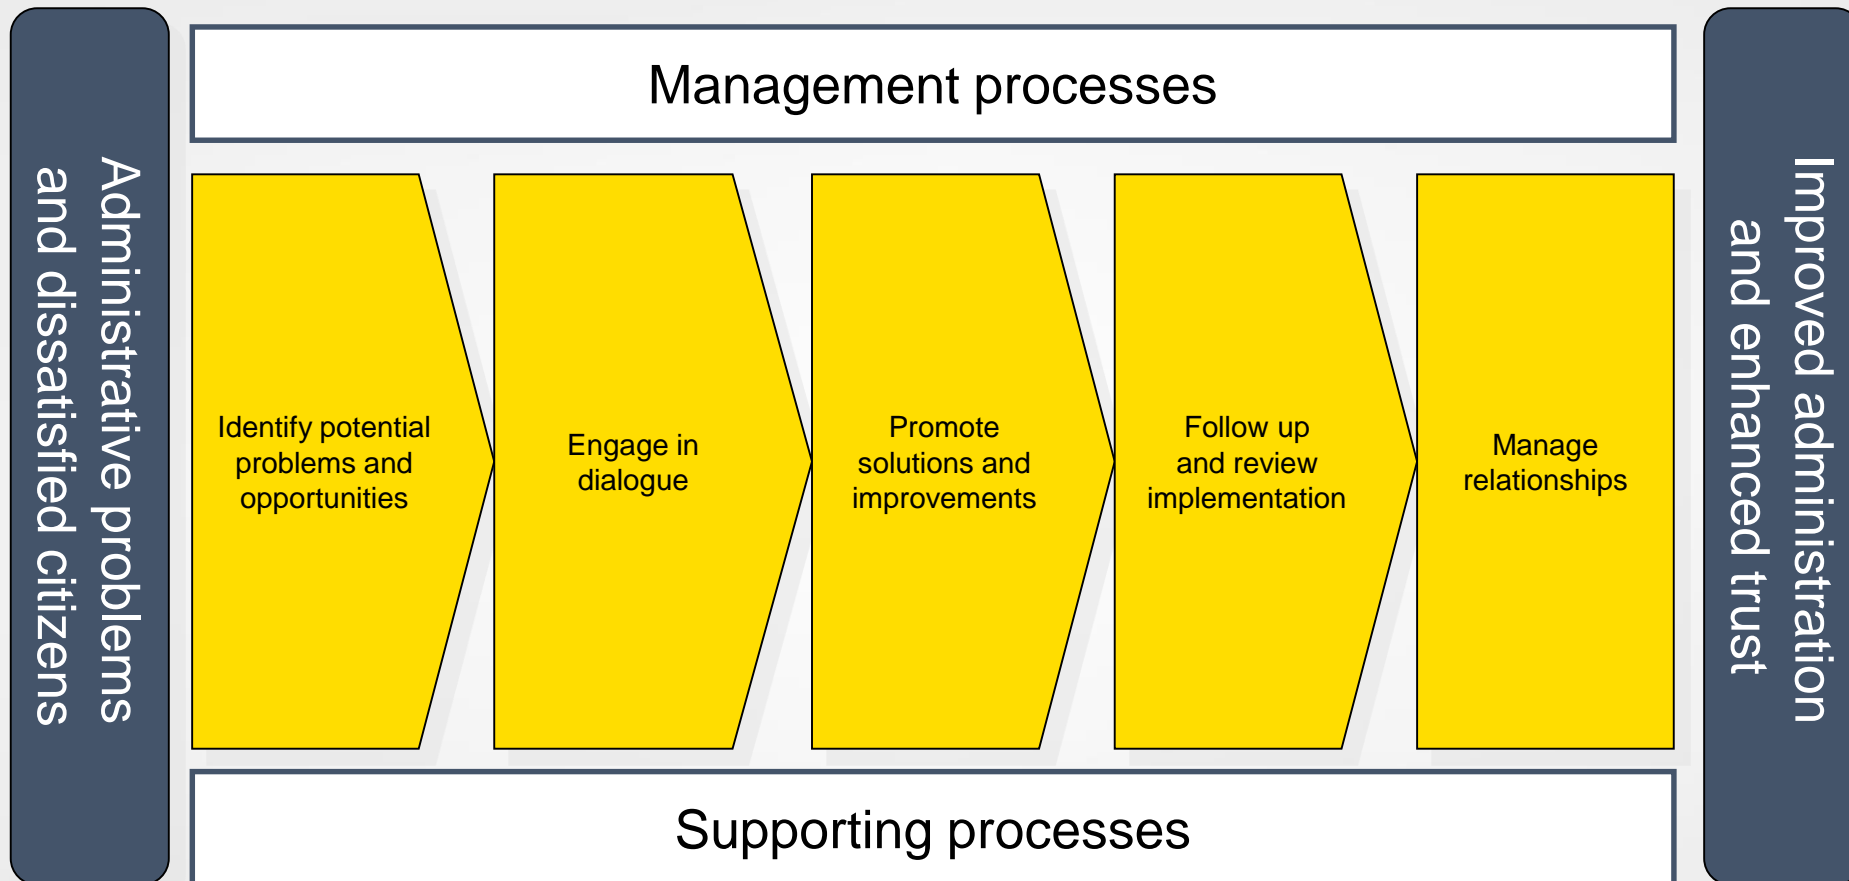 Administrative problems
and dissatisfied citizens
Management processes
Identify potential
problems and
opportunities
Engage in
dialogue
Promote
solutions and
improvements
Follow up
and review
implementation
Manage
relationships
Supporting processes
Improved administration
and enhanced trust